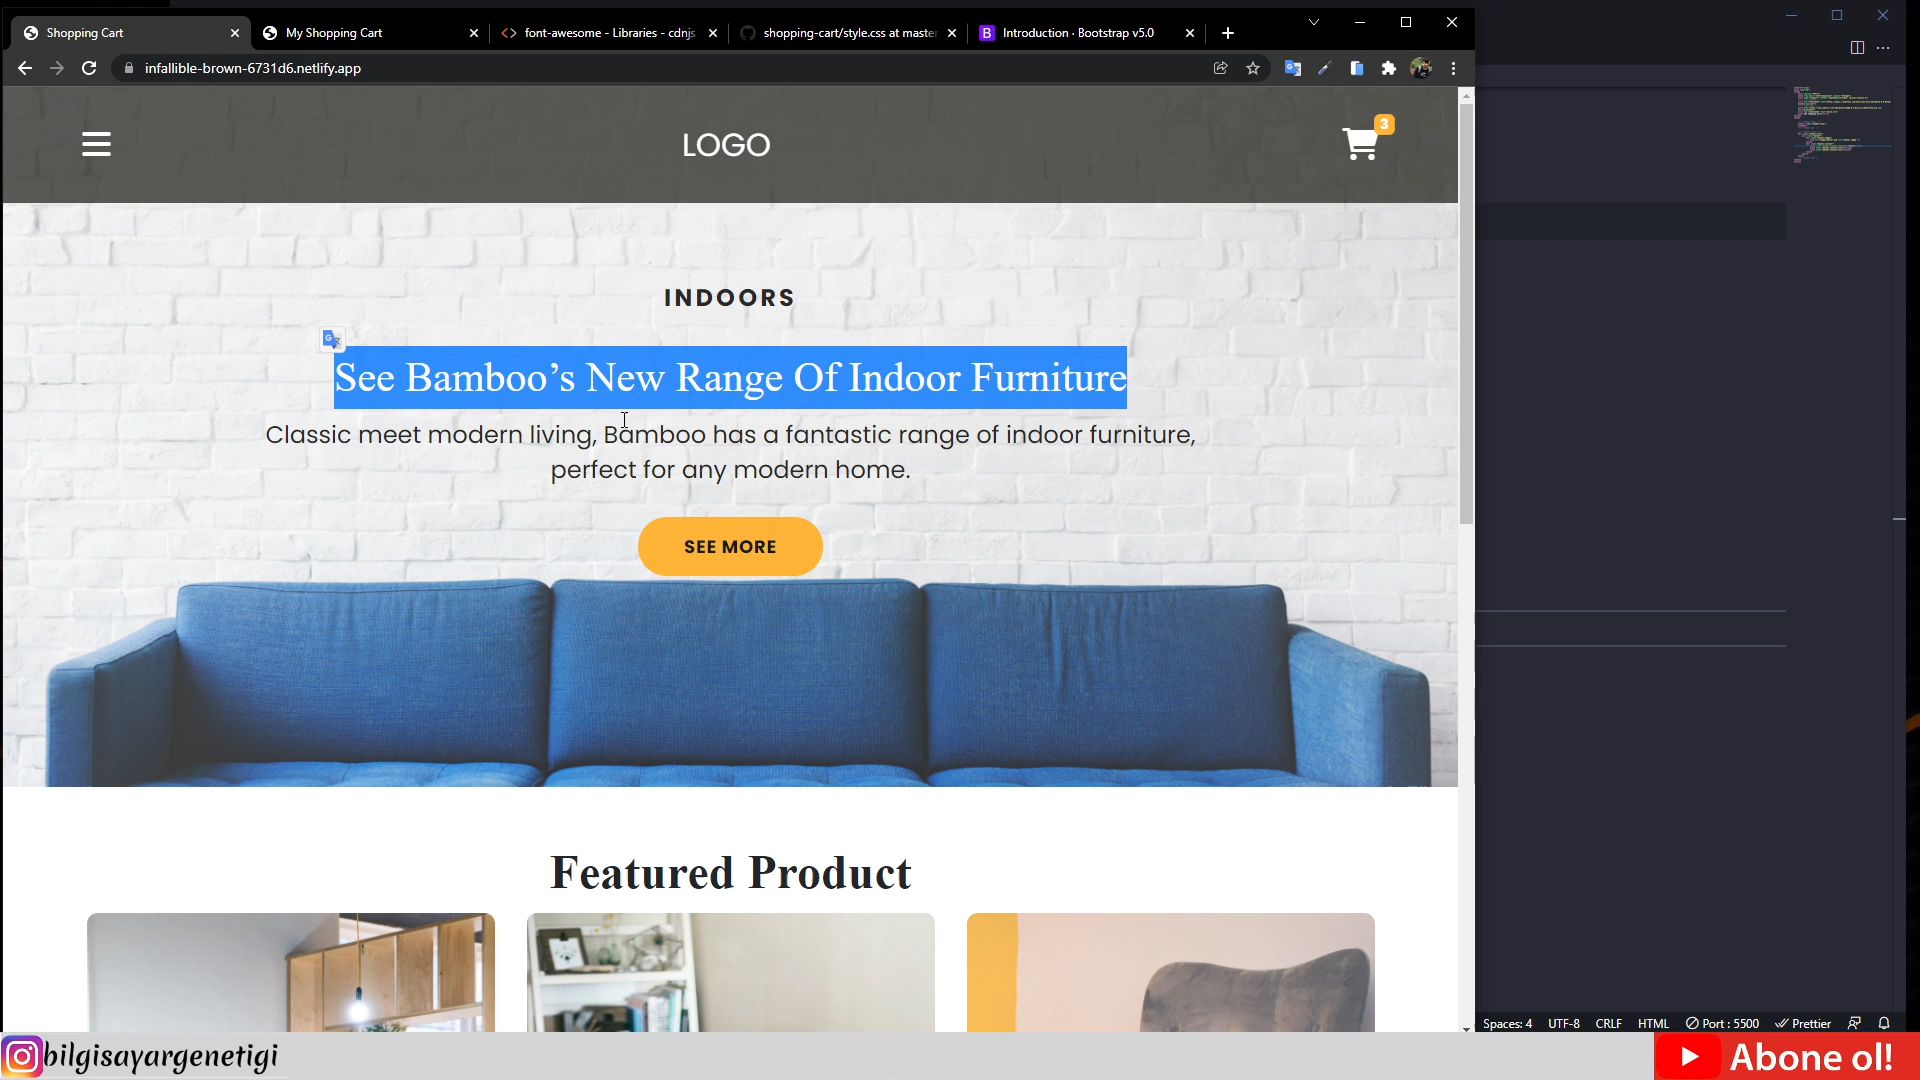 Shopping Cart
My Shopping Cart
font-awesome - Libraries - cdnjs
shopping-cart/style.css at master
B Introduction · Bootstrap v5.0
infallible-brown-6731d6.netlify.app
LOGO
3
INDOORS
See Bamboo’s New Range Of Indoor Furniture
Classic meet modern living, Bamboo has a fantastic range of indoor furniture,
perfect for any modern home.
SEE MORE
Featured Product
Spaces: 4 UTF-8 CRLF HTML Port : 5500 Prettier
bilgisayargenetigi
Abone ol!